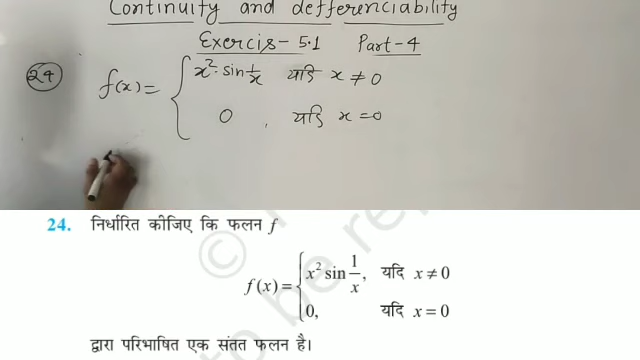 Continuity and defferenciability
Exercis-5.1 Part-4
24 f(x) = { x². sin 1/x यदि x ≠ 0
0 , यदि x = 0
24. निर्धारित कीजिए कि फलन f
f(x) = { x² sin 1/x, यदि x ≠ 0
0, यदि x = 0
द्वारा परिभाषित एक संतत फलन है।